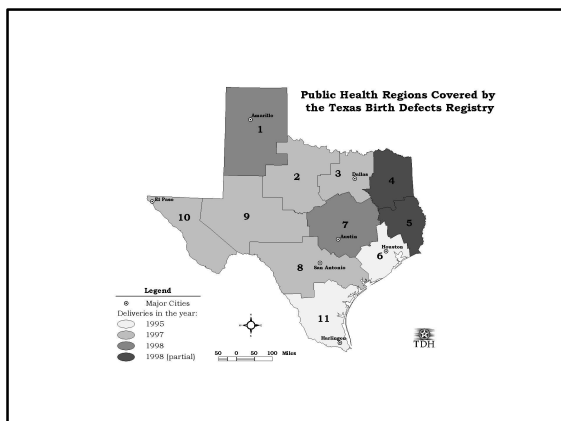 Public Health Regions Covered by
the Texas Birth Defects Registry
Amarillo
1
2
3
Dallas
4
El Paso
10
9
7
Austin
5
Houston
6
8
San Antonio
11
Harlingen
Legend
Major Cities
Deliveries in the year:
1995
1997
1998
1998 (partial)
50 0 50 100 Miles
TDH